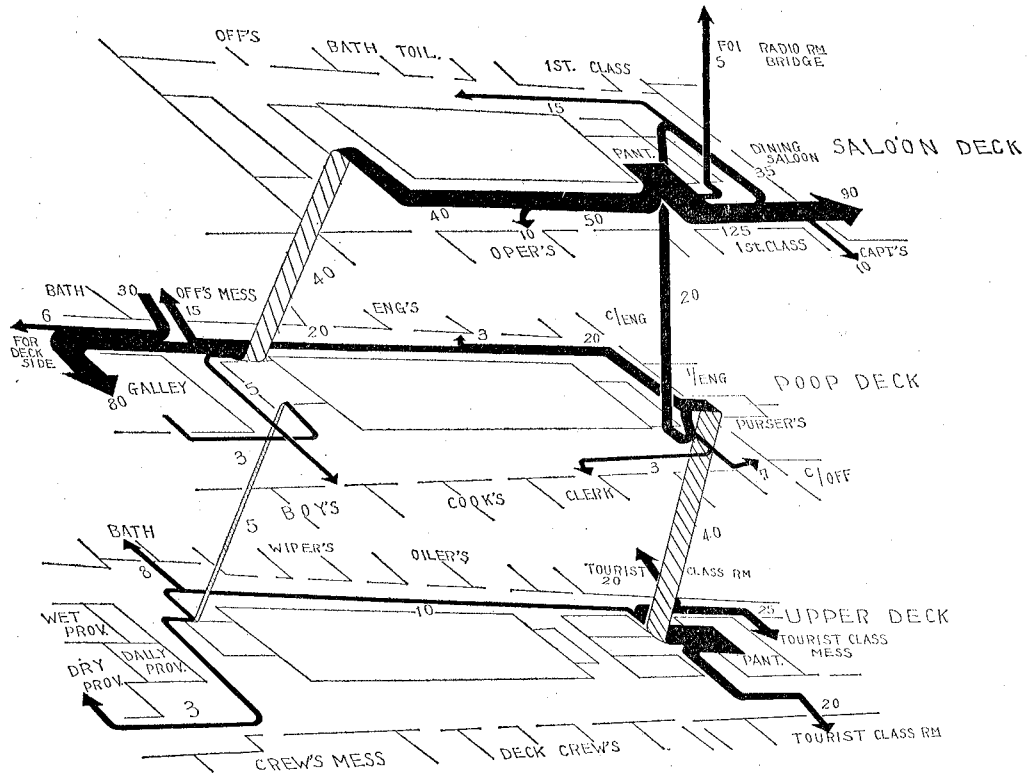 OFF'S
BATH TOIL.
1ST. CLASS
FOI RADIO RM
5 BRIDGE
15
PANT.
DINING
SALOON
35
SALOON DECK
90
40
10
50
OPER'S
125
1st. CLASS
CAPT'S
10
40
20
BATH
30
OFF'S MESS
15
6
FOR
DECK
SIDE
20
ENG'S
3
20
C/ENG
1/ENG
POOP DECK
80
GALLEY
5
PURSER'S
3
7
C/OFF
3
BOY'S
COOK'S
CLERK
5
40
BATH
8
WIPER'S
OILER'S
TOURIST CLASS RM
20
10
25
UPPER DECK
TOURIST CLASS
MESS
WET
PROV.
DAILY
PROV.
DRY
PROV.
PANT.
3
20
TOURIST CLASS RM
CREW'S MESS
DECK CREW'S